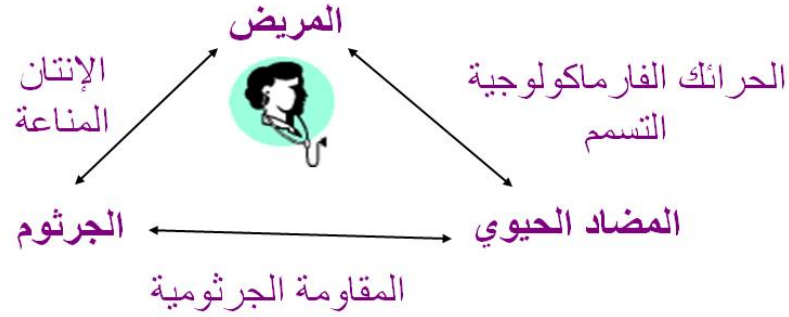 المريض
الحرائك الفارماكولوجية
التسمم
الإنتان
المناعة
المضاد الحيوي
الجرثوم
المقاومة الجرثومية